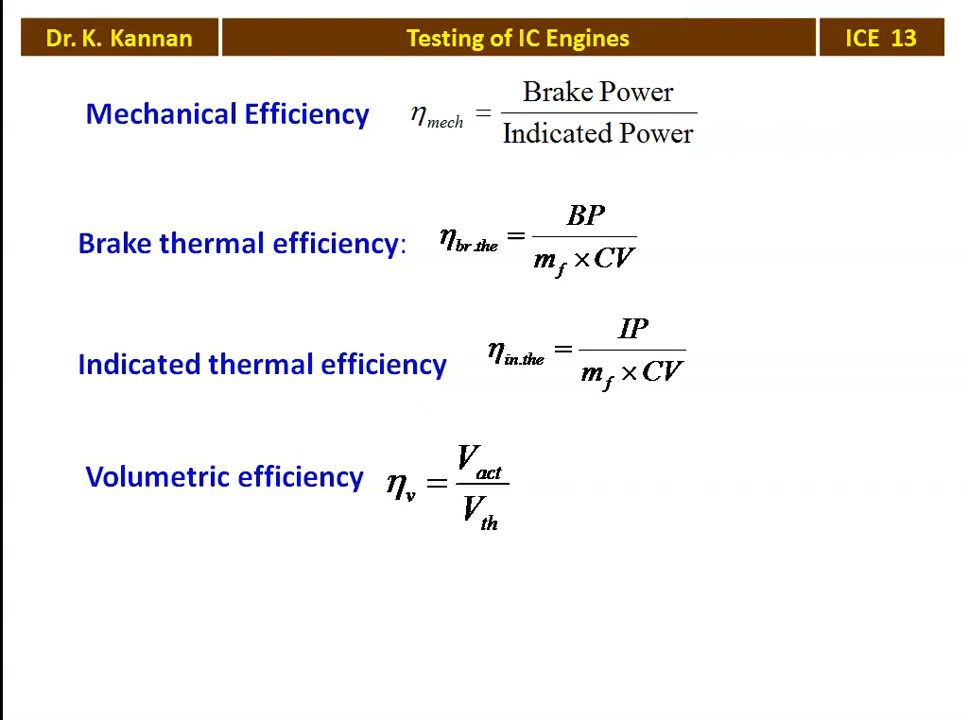 Dr. K. Kannan
Testing of IC Engines
ICE 13
Mechanical Efficiency η_mech = Brake Power / Indicated Power
Brake thermal efficiency: η_br.the = BP / m_f × CV
Indicated thermal efficiency η_in.the = IP / m_f × CV
Volumetric efficiency η_v = V_act / V_th